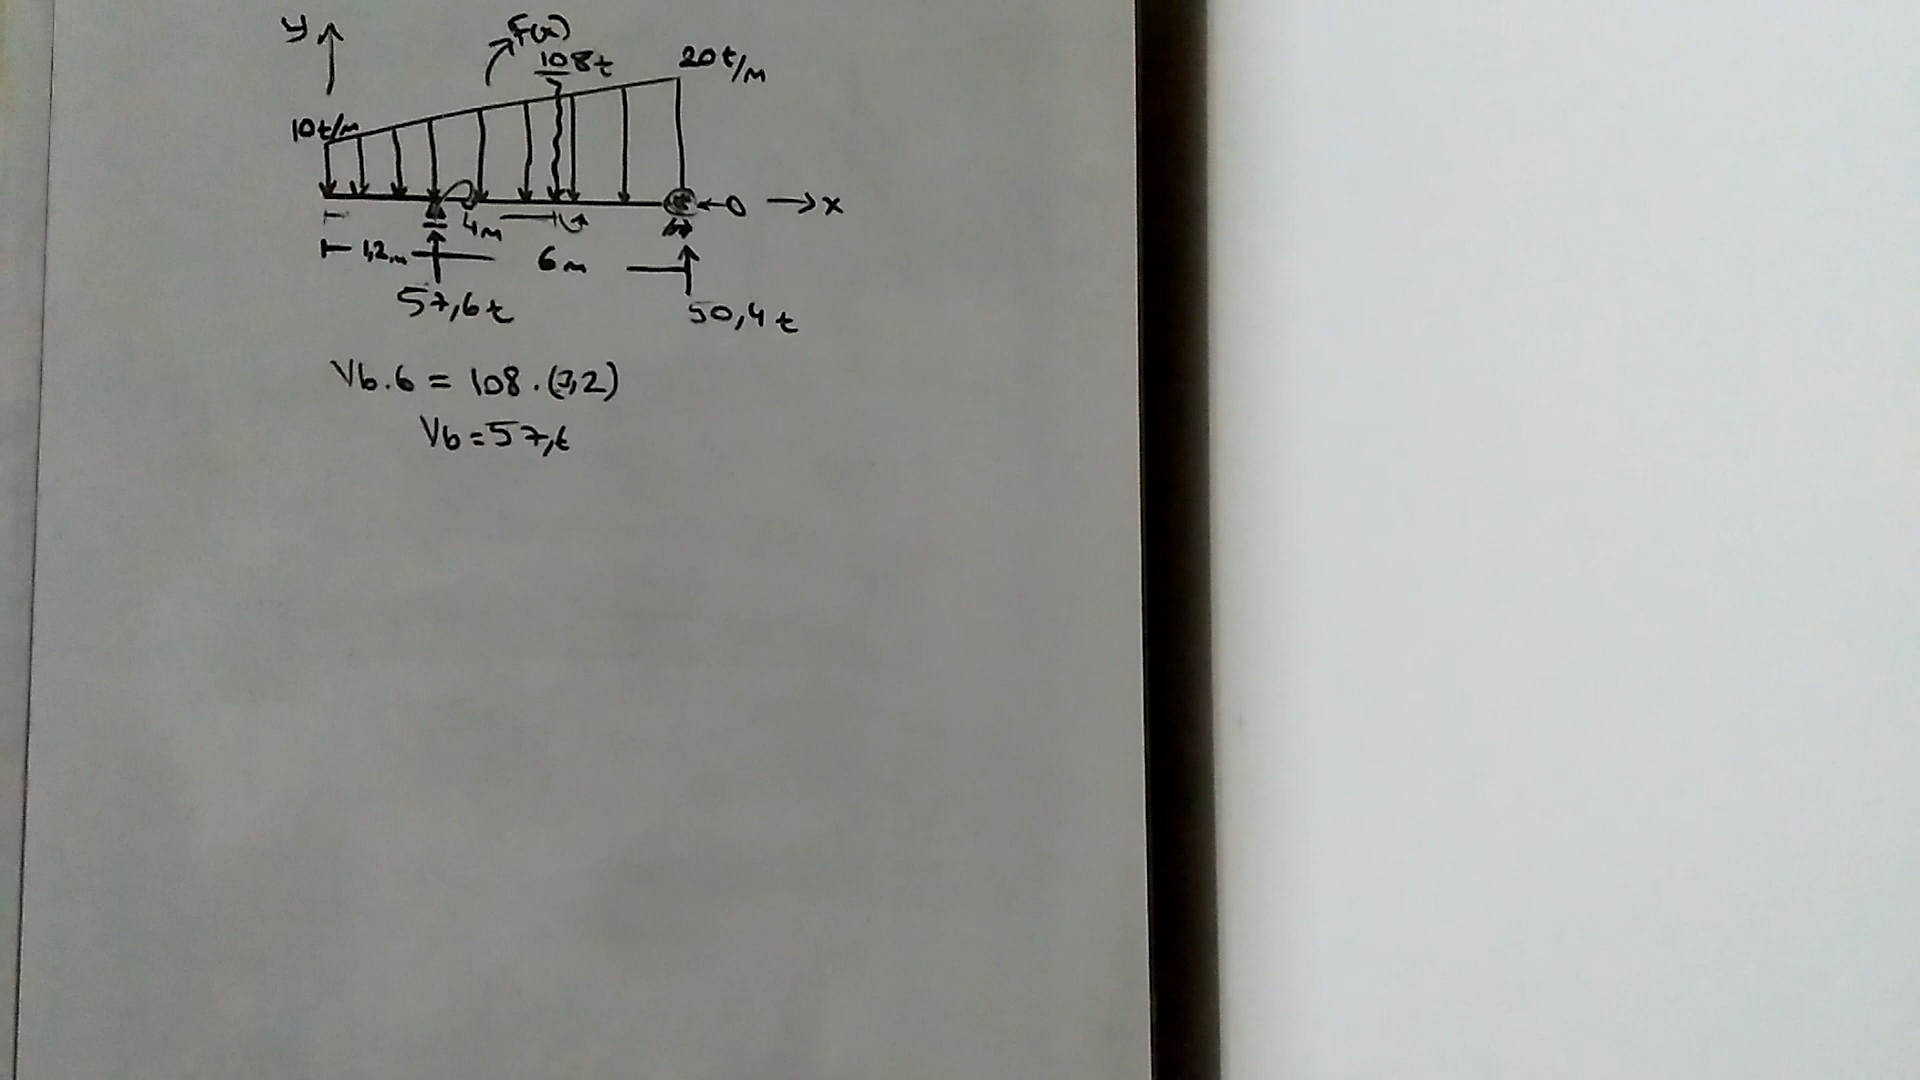 y
F(x)
108t
20t/m
10t/m
0
x
4m
1,2m
6m
57,6t
50,4t
Vb.6 = 108.(3,2)
Vb=57,6